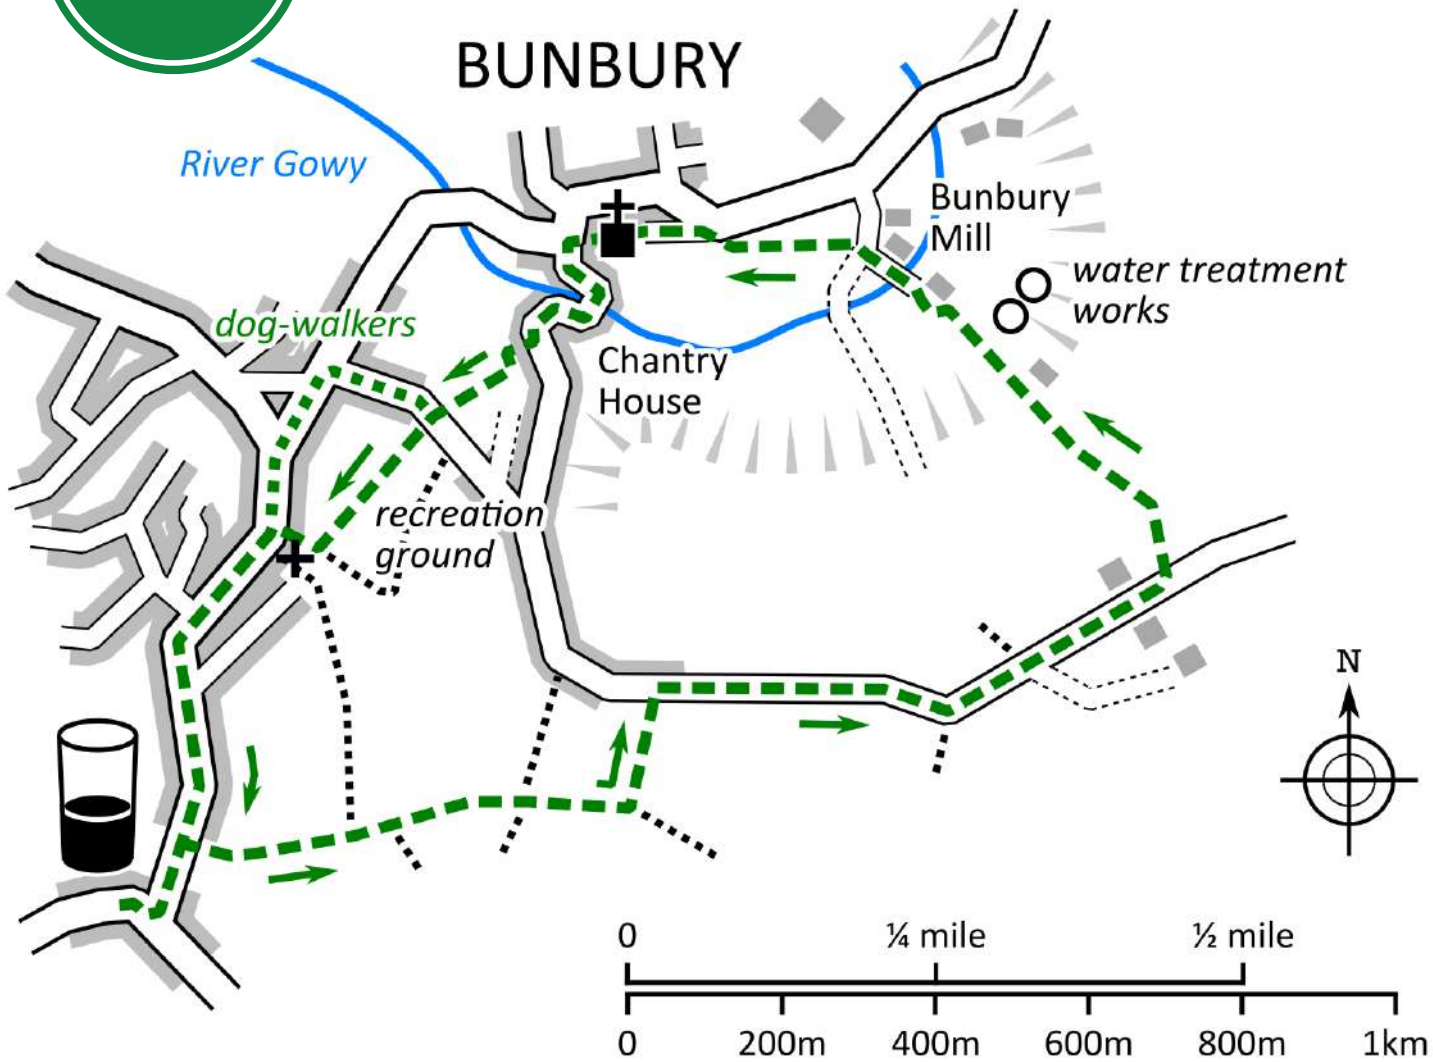 BUNBURY
River Gowy
Bunbury
Mill
water treatment
works
dog-walkers
Chantry
House
recreation
ground
N
0 ¼ mile ½ mile
0 200m 400m 600m 800m 1km